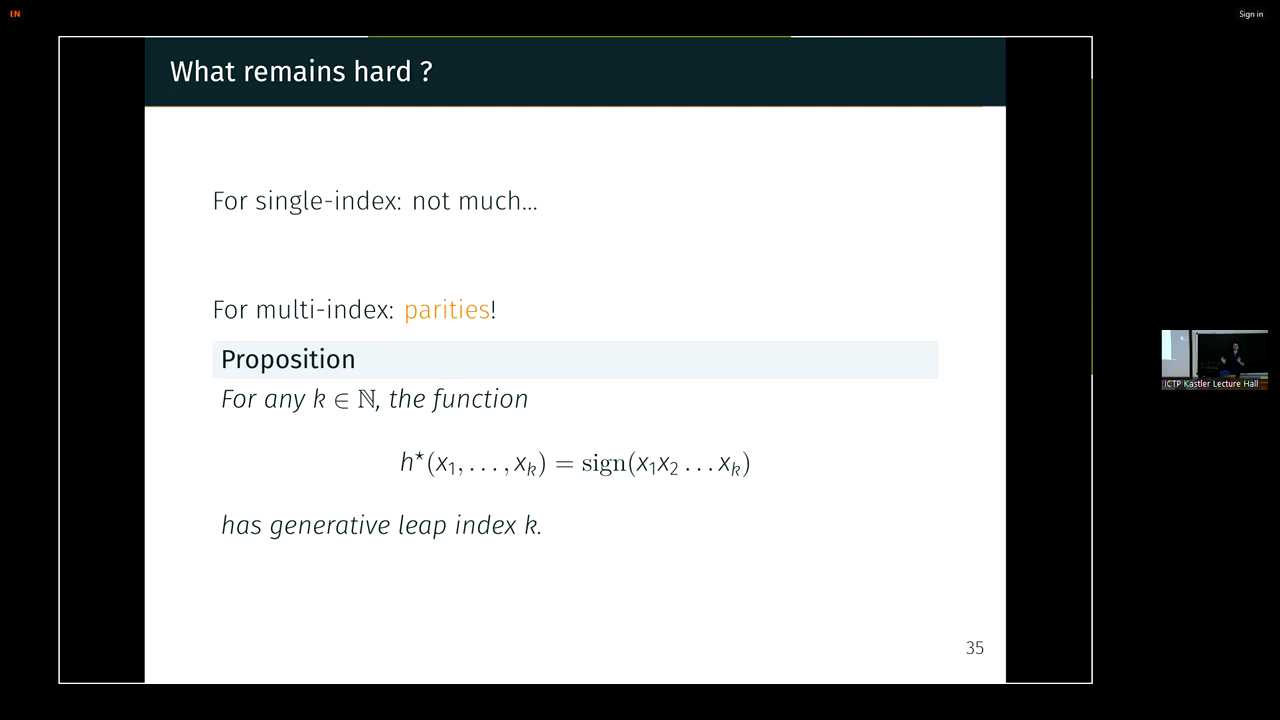 EN
Sign in
What remains hard ?
For single-index: not much...
For multi-index: parities!
Proposition
For any k ∈ ℕ, the function
h⋆(x₁, . . . , xₖ) = sign(x₁x₂ . . . xₖ)
has generative leap index k.
ICTP Kastler Lecture Hall
35